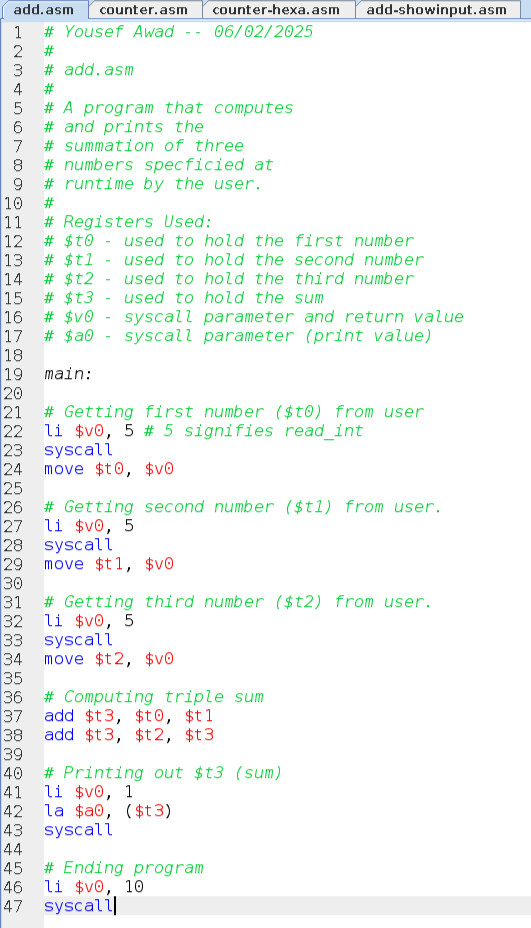 add.asm counter.asm counter-hexa.asm add-showinput.asm
1 # Yousef Awad -- 06/02/2025
2 #
3 # add.asm
4 #
5 # A program that computes
6 # and prints the
7 # summation of three
8 # numbers specficied at
9 # runtime by the user.
10 #
11 # Registers Used:
12 # $t0 - used to hold the first number
13 # $t1 - used to hold the second number
14 # $t2 - used to hold the third number
15 # $t3 - used to hold the sum
16 # $v0 - syscall parameter and return value
17 # $a0 - syscall parameter (print value)
18
19 main:
20
21 # Getting first number ($t0) from user
22 li $v0, 5 # 5 signifies read_int
23 syscall
24 move $t0, $v0
25
26 # Getting second number ($t1) from user.
27 li $v0, 5
28 syscall
29 move $t1, $v0
30
31 # Getting third number ($t2) from user.
32 li $v0, 5
33 syscall
34 move $t2, $v0
35
36 # Computing triple sum
37 add $t3, $t0, $t1
38 add $t3, $t2, $t3
39
40 # Printing out $t3 (sum)
41 li $v0, 1
42 la $a0, ($t3)
43 syscall
44
45 # Ending program
46 li $v0, 10
47 syscall